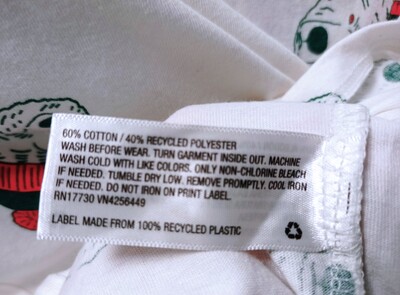 60% COTTON / 40% RECYCLED POLYESTER
WASH BEFORE WEAR. TURN GARMENT INSIDE OUT. MACHINE
WASH COLD WITH LIKE COLORS. ONLY NON-CHLORINE BLEACH
IF NEEDED. TUMBLE DRY LOW. REMOVE PROMPTLY. COOL IRON
IF NEEDED. DO NOT IRON ON PRINT LABEL.
RN17730 VN4256449
LABEL MADE FROM 100% RECYCLED PLASTIC